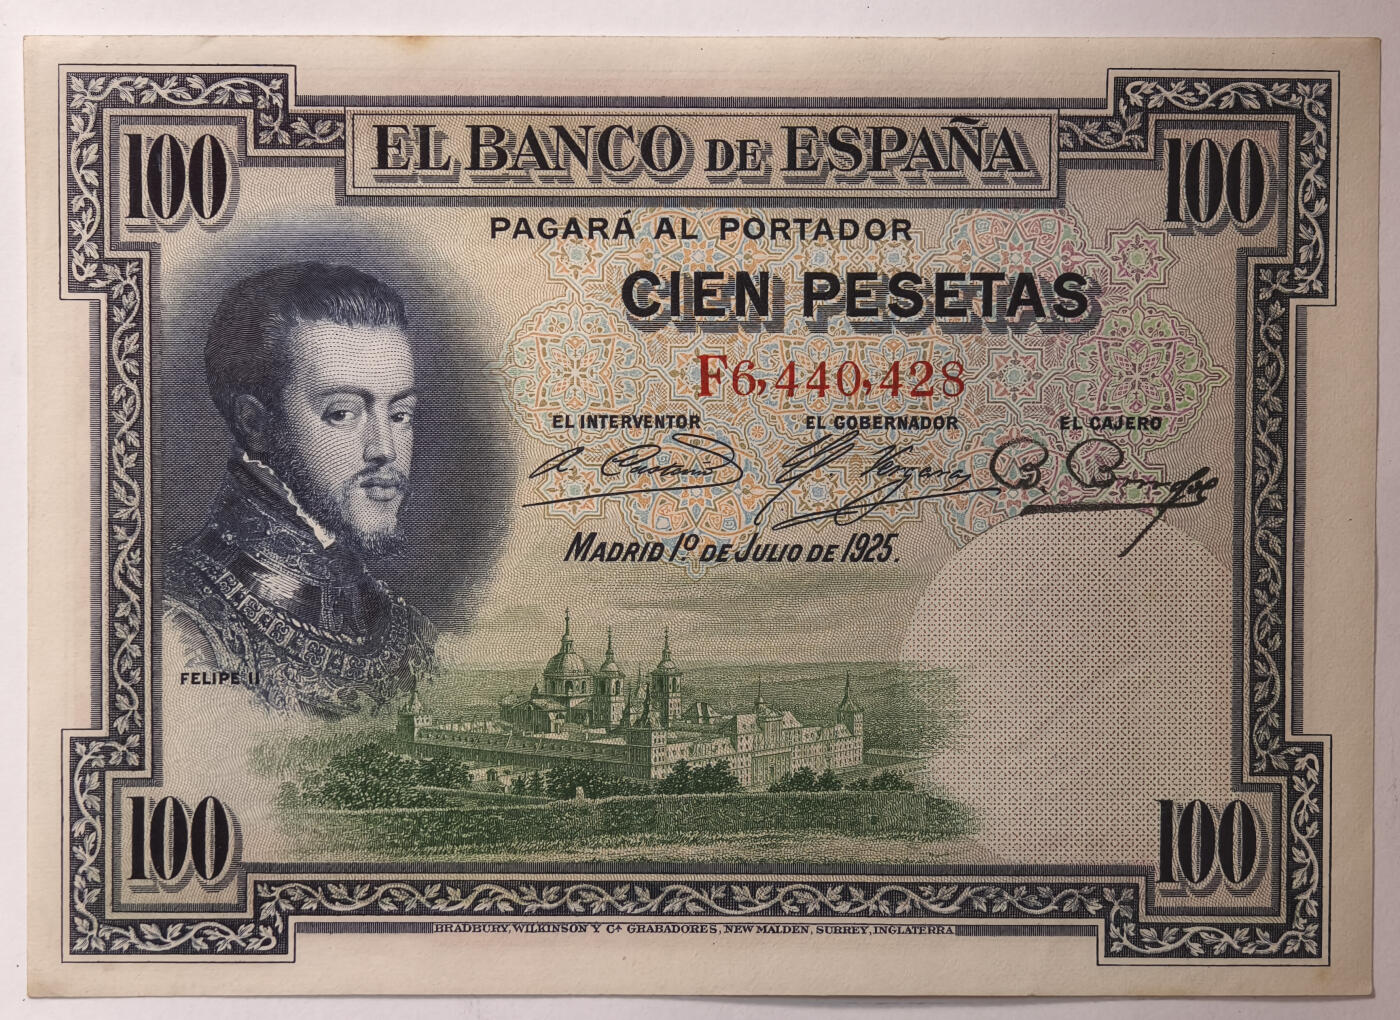 100
EL BANCO DE ESPAÑA
100
PAGARÁ AL PORTADOR
CIEN PESETAS
F6,440,428
EL INTERVENTOR EL GOBERNADOR EL CAJERO
MADRID 1º DE JULIO DE 1925.
FELIPE II
100
100
BRADBURY, WILKINSON Y Cª GRABADORES, NEW MALDEN, SURREY, INGLATERRA